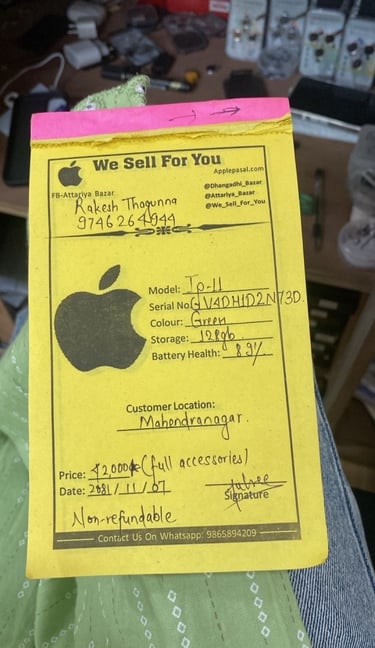 We Sell For You
Applepasal.com
FB-Attariya Bazar
@Dhangadhi_Bazar
Rakesh Thagunna
@Attariya_Bazar
9746264944
@We_Sell_For_You
Model: Ip-11
Serial No: GV4DH1D2N73D.
Colour: Green
Storage: 128gb
Battery Health: 89%
Customer Location:
Mahendranagar.
Price: 42000 (full accessories)
Date: 2081/11/07
Signature
Non-refundable
Contact Us On Whatsapp: 9865894209